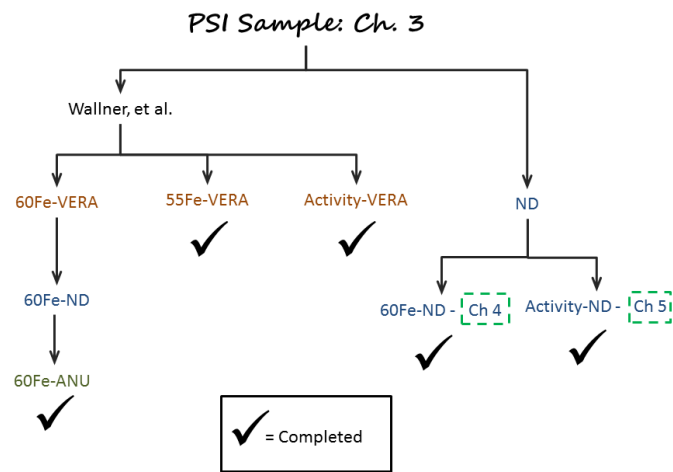 PSI Sample: Ch. 3
Wallner, et al.
60Fe-VERA
55Fe-VERA
Activity-VERA
ND
60Fe-ND
60Fe-ND - Ch 4
Activity-ND - Ch 5
60Fe-ANU
= Completed